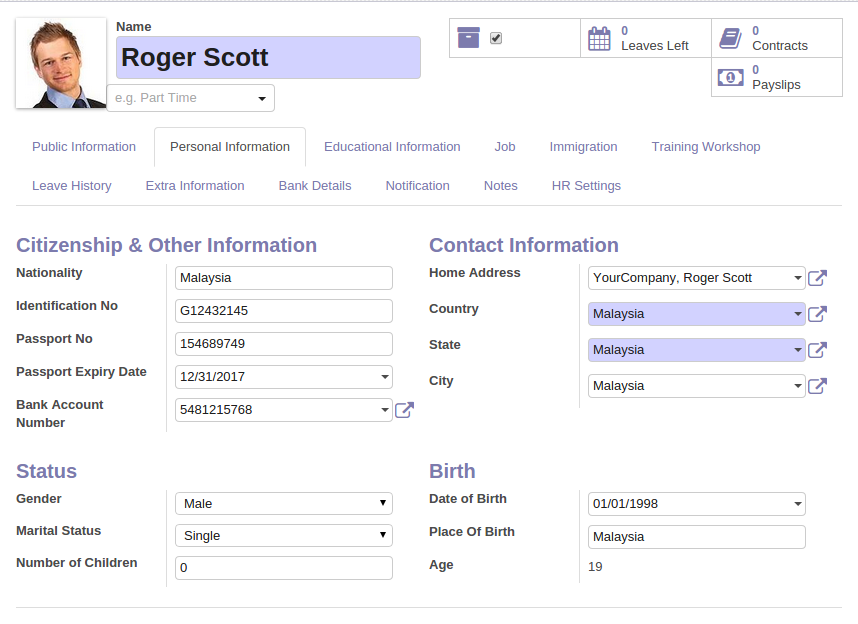 Name
Roger Scott
e.g. Part Time
0
Leaves Left
0
Contracts
1
0
Payslips
Public Information Personal Information Educational Information Job Immigration Training Workshop
Leave History Extra Information Bank Details Notification Notes HR Settings
Citizenship & Other Information
Nationality Malaysia
Identification No G12432145
Passport No 154689749
Passport Expiry Date 12/31/2017
Bank Account
Number
5481215768
Contact Information
Home Address YourCompany, Roger Scott
Country Malaysia
State Malaysia
City Malaysia
Status
Gender Male
Marital Status Single
Number of Children 0
Birth
Date of Birth 01/01/1998
Place Of Birth Malaysia
Age 19